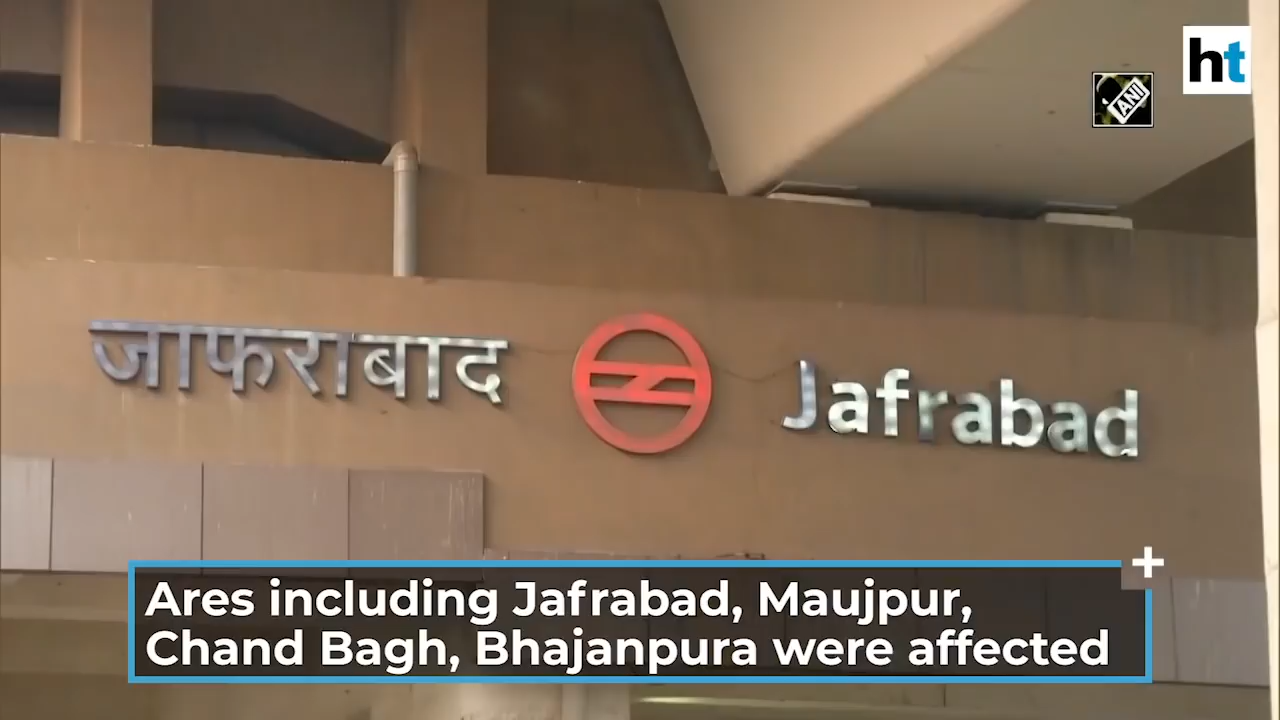 ht
ANI
जाफराबाद
Jafrabad
Ares including Jafrabad, Maujpur,
Chand Bagh, Bhajanpura were affected